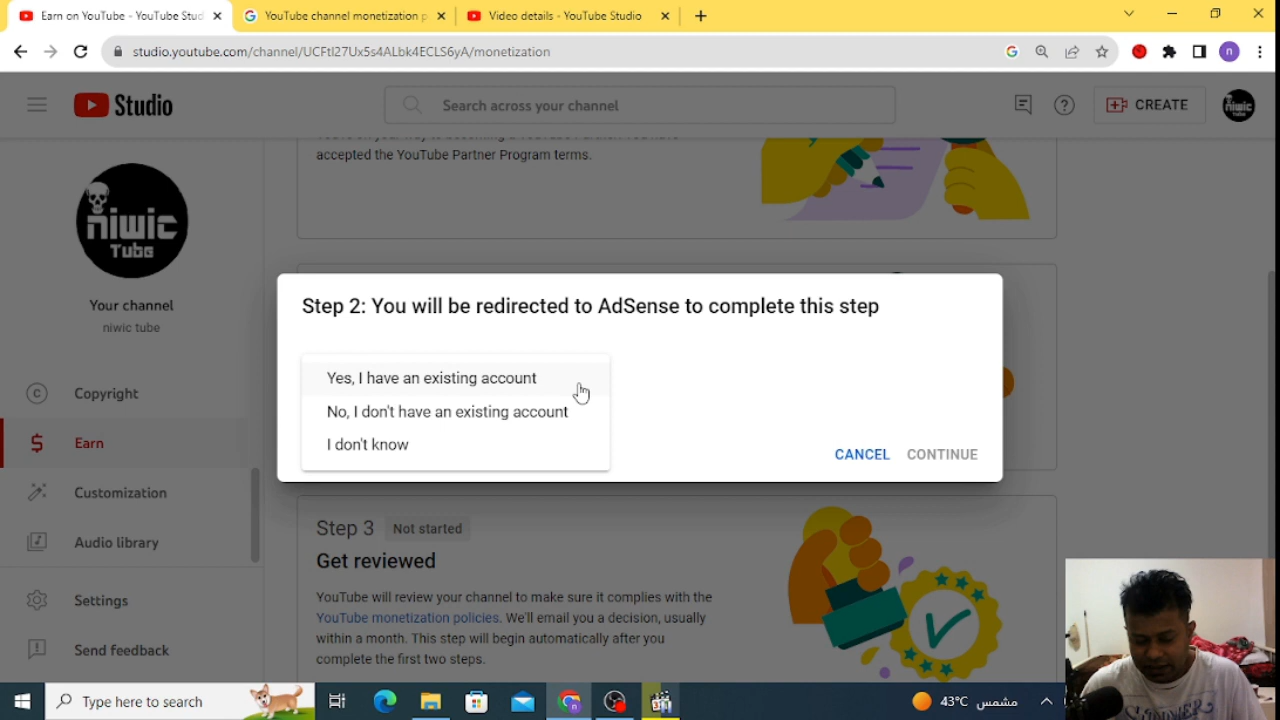 Earn on YouTube - YouTube Stud
YouTube channel monetization p
Video details - YouTube Studio
studio.youtube.com/channel/UCFtl27Ux5s4ALbk4ECLS6yA/monetization
n
Studio
Search across your channel
CREATE
niwic
Tube
niwic
Tube
Your channel
niwic tube
Copyright
Earn
Customization
Audio library
Settings
Send feedback
accepted the YouTube Partner Program terms.
Step 2: You will be redirected to AdSense to complete this step
Yes, I have an existing account
No, I don't have an existing account
I don't know
CANCEL
CONTINUE
Step 3
Not started
Get reviewed
YouTube will review your channel to make sure it complies with the
YouTube monetization policies. We'll email you a decision, usually
within a month. This step will begin automatically after you
complete the first two steps.
Type here to search
43°C
مشمس